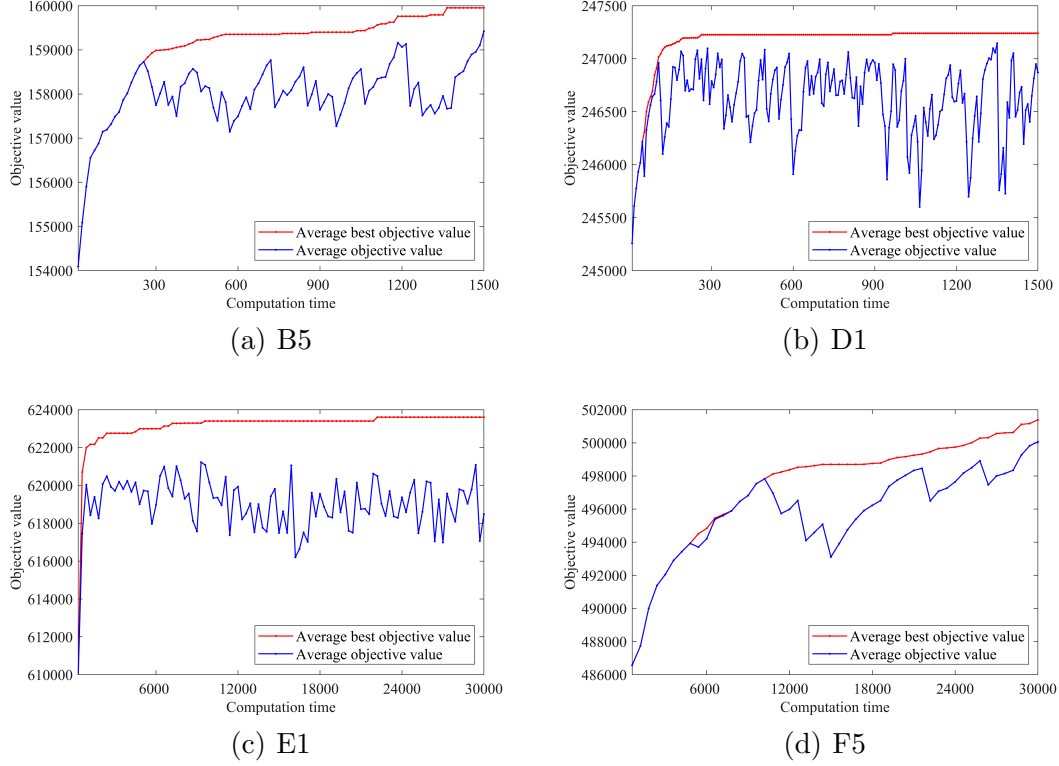 160000
159000
158000
157000
156000
155000
154000
Objective value
300
600
900
1200
1500
Computation time
Average best objective value
Average objective value
(a) B5
247500
247000
246500
246000
245500
245000
Objective value
300
600
900
1200
1500
Computation time
Average best objective value
Average objective value
(b) D1
624000
622000
620000
618000
616000
614000
612000
610000
Objective value
6000
12000
18000
24000
30000
Computation time
Average best objective value
Average objective value
(c) E1
502000
500000
498000
496000
494000
492000
490000
488000
486000
Objective value
6000
12000
18000
24000
30000
Computation time
Average best objective value
Average objective value
(d) F5